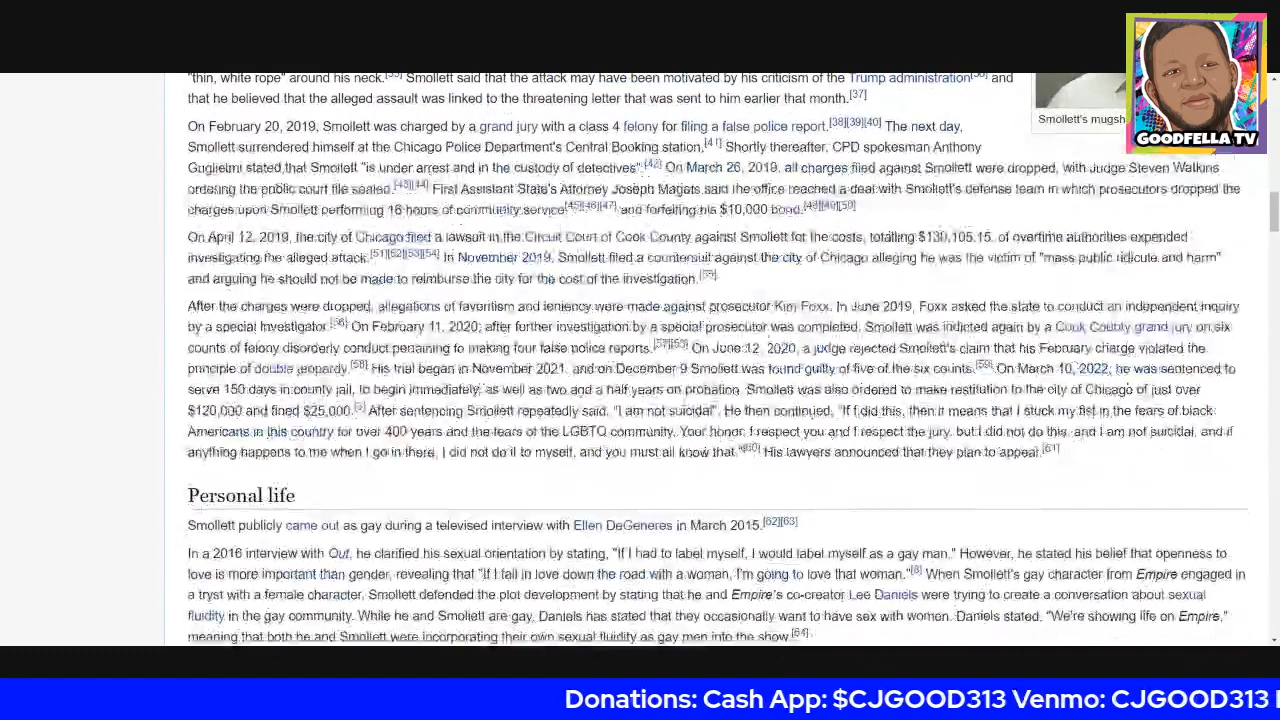 "thin, white rope" around his neck.[35] Smollett said that the attack may have been motivated by his criticism of the Trump administration[36] and
that he believed that the alleged assault was linked to the threatening letter that was sent to him earlier that month.[37]
Smollett's mugsh
GOODFELLA TV
On February 20, 2019, Smollett was charged by a grand jury with a class 4 felony for filing a false police report.[38][39][40] The next day,
Smollett surrendered himself at the Chicago Police Department's Central Booking station.[41] Shortly thereafter, CPD spokesman Anthony
Guglielmi stated that Smollett "is under arrest and in the custody of detectives".[42] On March 26, 2019, all charges filed against Smollett were dropped, with Judge Steven Watkins
ordering the public court file sealed.[43][44] First Assistant State's Attorney Joseph Magats said the office reached a deal with Smollett's defense team in which prosecutors dropped the
charges upon Smollett performing 16 hours of community service[45][46][47] and forfeiting his $10,000 bond.[48][49][50]
On April 12, 2019, the city of Chicago filed a lawsuit in the Circuit Court of Cook County against Smollett for the costs, totalling $130,105.15, of overtime authorities expended
investigating the alleged attack.[51][52][53][54] In November 2019, Smollett filed a countersuit against the city of Chicago alleging he was the victim of "mass public ridicule and harm"
and arguing he should not be made to reimburse the city for the cost of the investigation.[55]
After the charges were dropped, allegations of favoritism and leniency were made against prosecutor Kim Foxx. In June 2019, Foxx asked the state to conduct an independent inquiry
by a special investigator.[56] On February 11, 2020, after further investigation by a special prosecutor was completed, Smollett was indicted again by a Cook County grand jury on six
counts of felony disorderly conduct pertaining to making four false police reports. On June 12, 2020, a judge rejected Smollett's claim that his February charge violated the
principle of double jeopardy. His trial began in November 2021, and on December 9 Smollett was found guilty of five of the six counts. On March 10, 2022, he was sentenced to
serve 150 days in county jail, to begin immediately, as well as two and a half years on probation. Smollett was also ordered to make restitution to the city of Chicago of just over
$120,000 and fined $25,000. After sentencing Smollett repeatedly said, "I am not suicidal". He then continued, "If I did this, then it means that I stuck my fist in the fears of black
Americans in this country for over 400 years and the fears of the LGBTQ community. Your honor, I respect you and I respect the jury, but I did not do this, and I am not suicidal, and if
anything happens to me when I go in there, I did not do it to myself, and you must all know that."[60] His lawyers announced that they plan to appeal.[61]
Personal life
Smollett publicly came out as gay during a televised interview with Ellen DeGeneres in March 2015.[62][63]
In a 2016 interview with Out, he clarified his sexual orientation by stating, "If I had to label myself, I would label myself as a gay man." However, he stated his belief that openness to
love is more important than gender, revealing that "If I fall in love down the road with a woman, I'm going to love that woman."[8] When Smollett's gay character from Empire engaged in
a tryst with a female character, Smollett defended the plot development by stating that he and Empire's co-creator Lee Daniels were trying to create a conversation about sexual
fluidity in the gay community. While he and Smollett are gay, Daniels has stated that they occasionally want to have sex with women. Daniels stated, "We're showing life on Empire,"
meaning that both he and Smollett were incorporating their own sexual fluidity as gay men into the show.[64]
Donations: Cash App: $CJGOOD313 Venmo: CJGOOD313